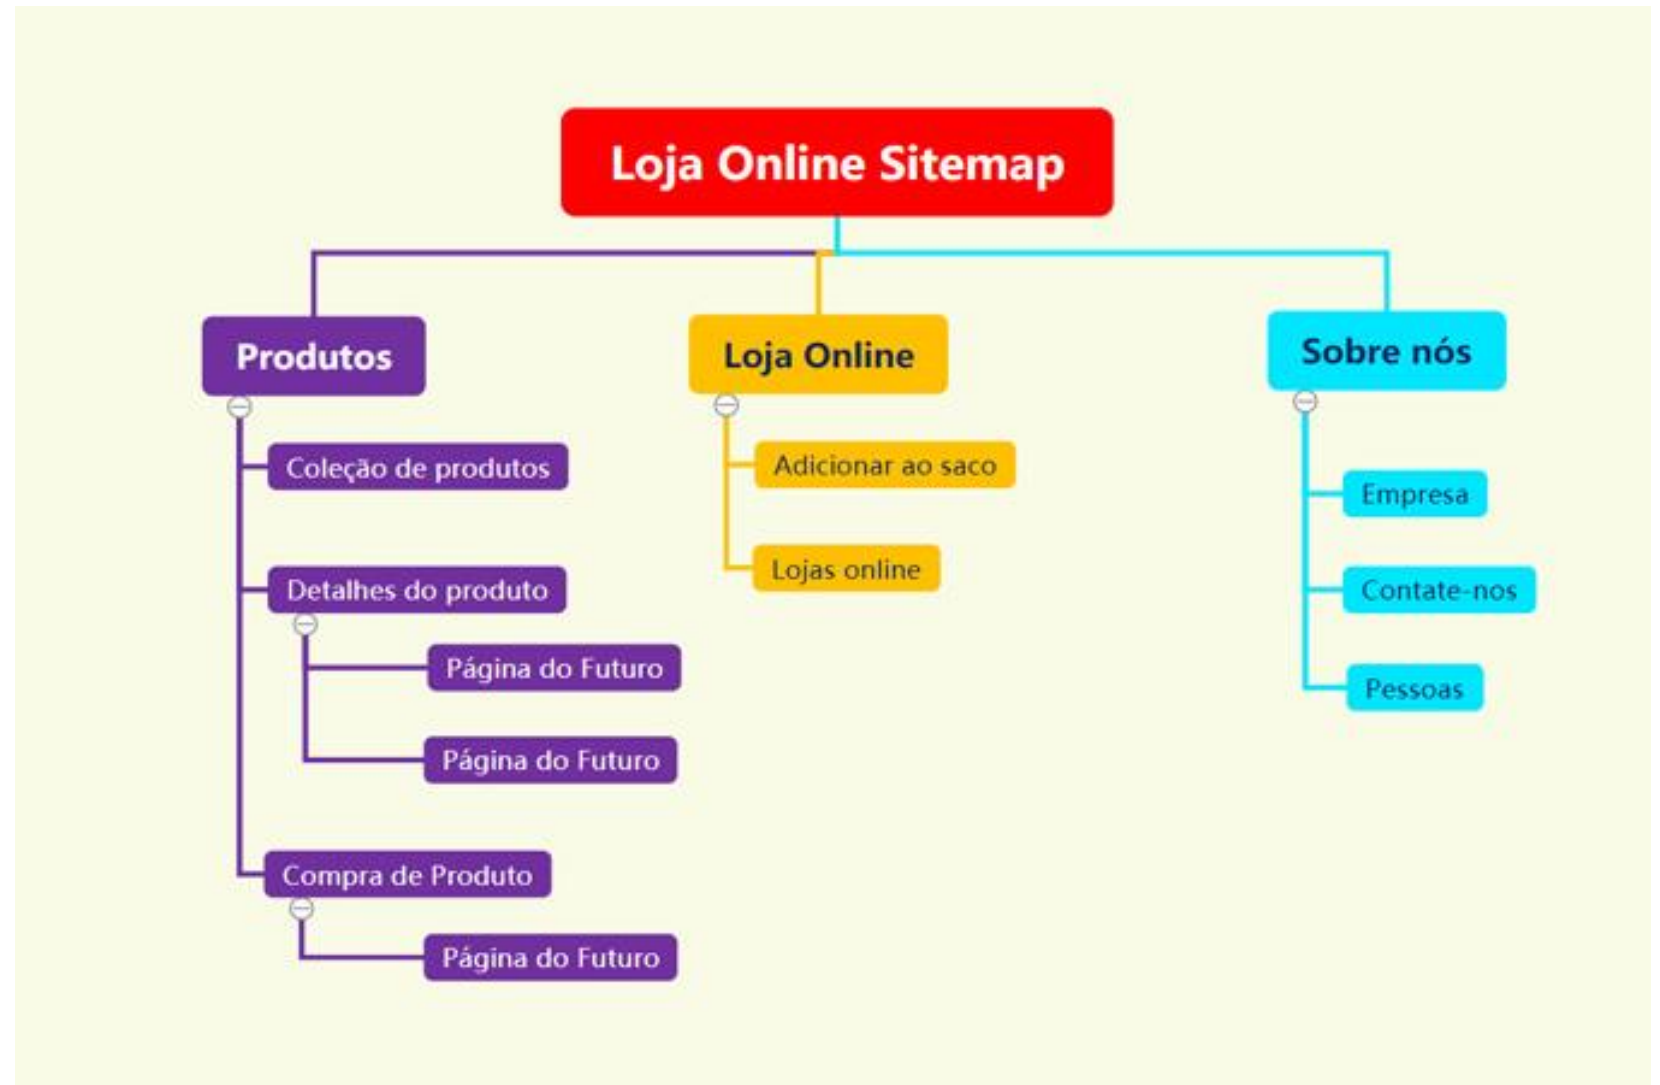 Loja Online Sitemap
Produtos
Coleção de produtos
Detalhes do produto
Página do Futuro
Página do Futuro
Compra de Produto
Página do Futuro
Loja Online
Adicionar ao saco
Lojas online
Sobre nós
Empresa
Contate-nos
Pessoas